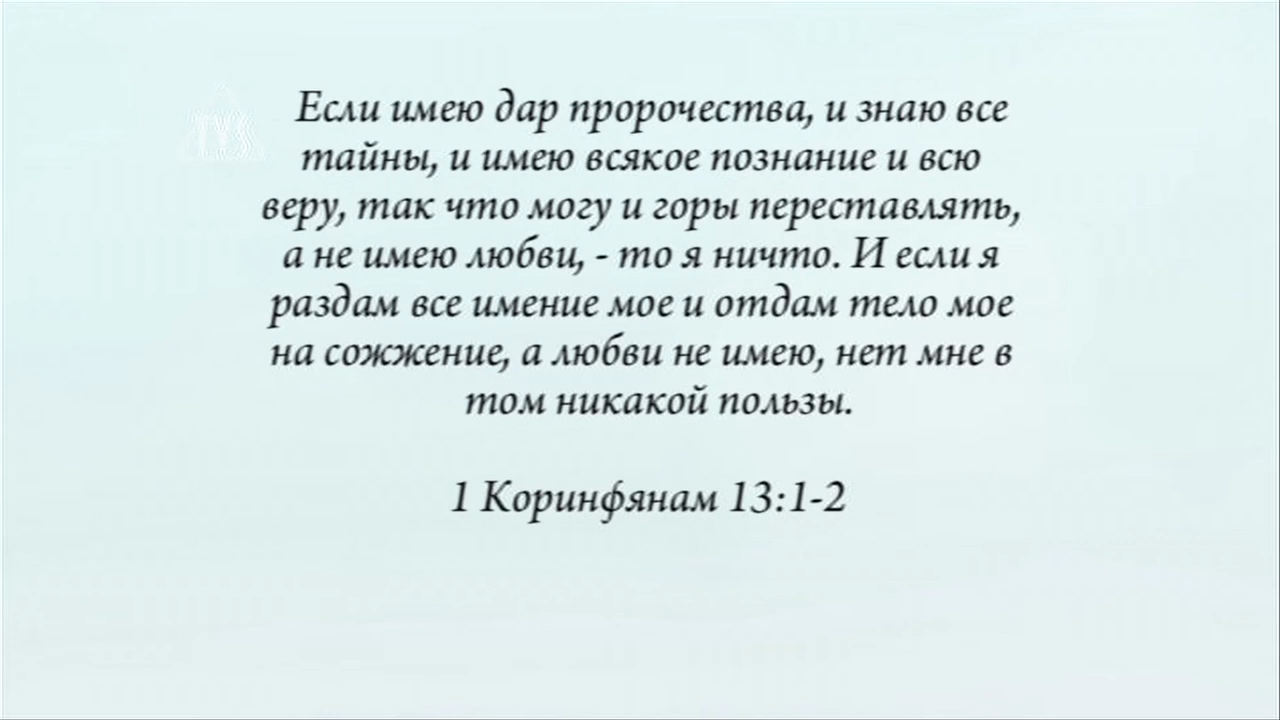 TVS
Если имею дар пророчества, и знаю все
тайны, и имею всякое познание и всю
веру, так что могу и горы переставлять,
а не имею любви, - то я ничто. И если я
раздам все имение мое и отдам тело мое
на сожжение, а любви не имею, нет мне в
том никакой пользы.
1 Коринфянам 13:1-2